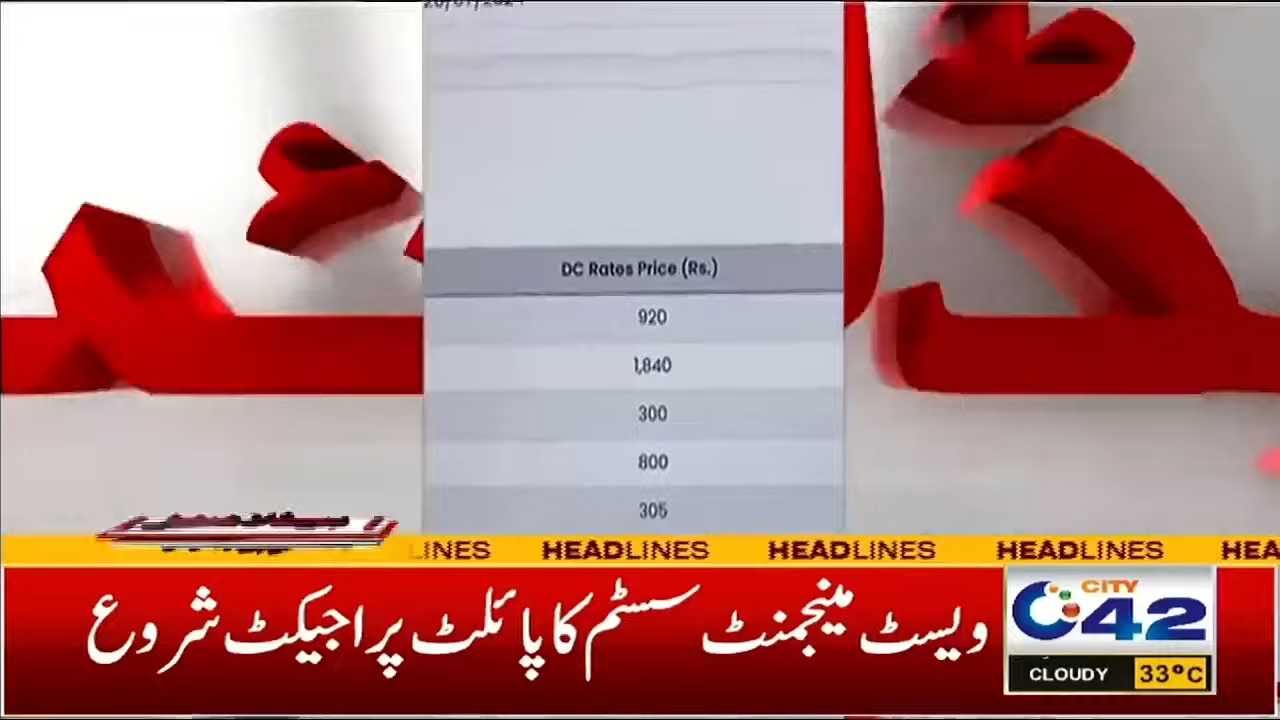 DC Rates Price (Rs.)
920
1,840
300
800
305
LINES HEADLINES HEADLINES HEADLINES HEA
ویسٹ مینجمنٹ سسٹم کا پائلٹ پراجیکٹ شروع
CITY
42
CLOUDY 33°C